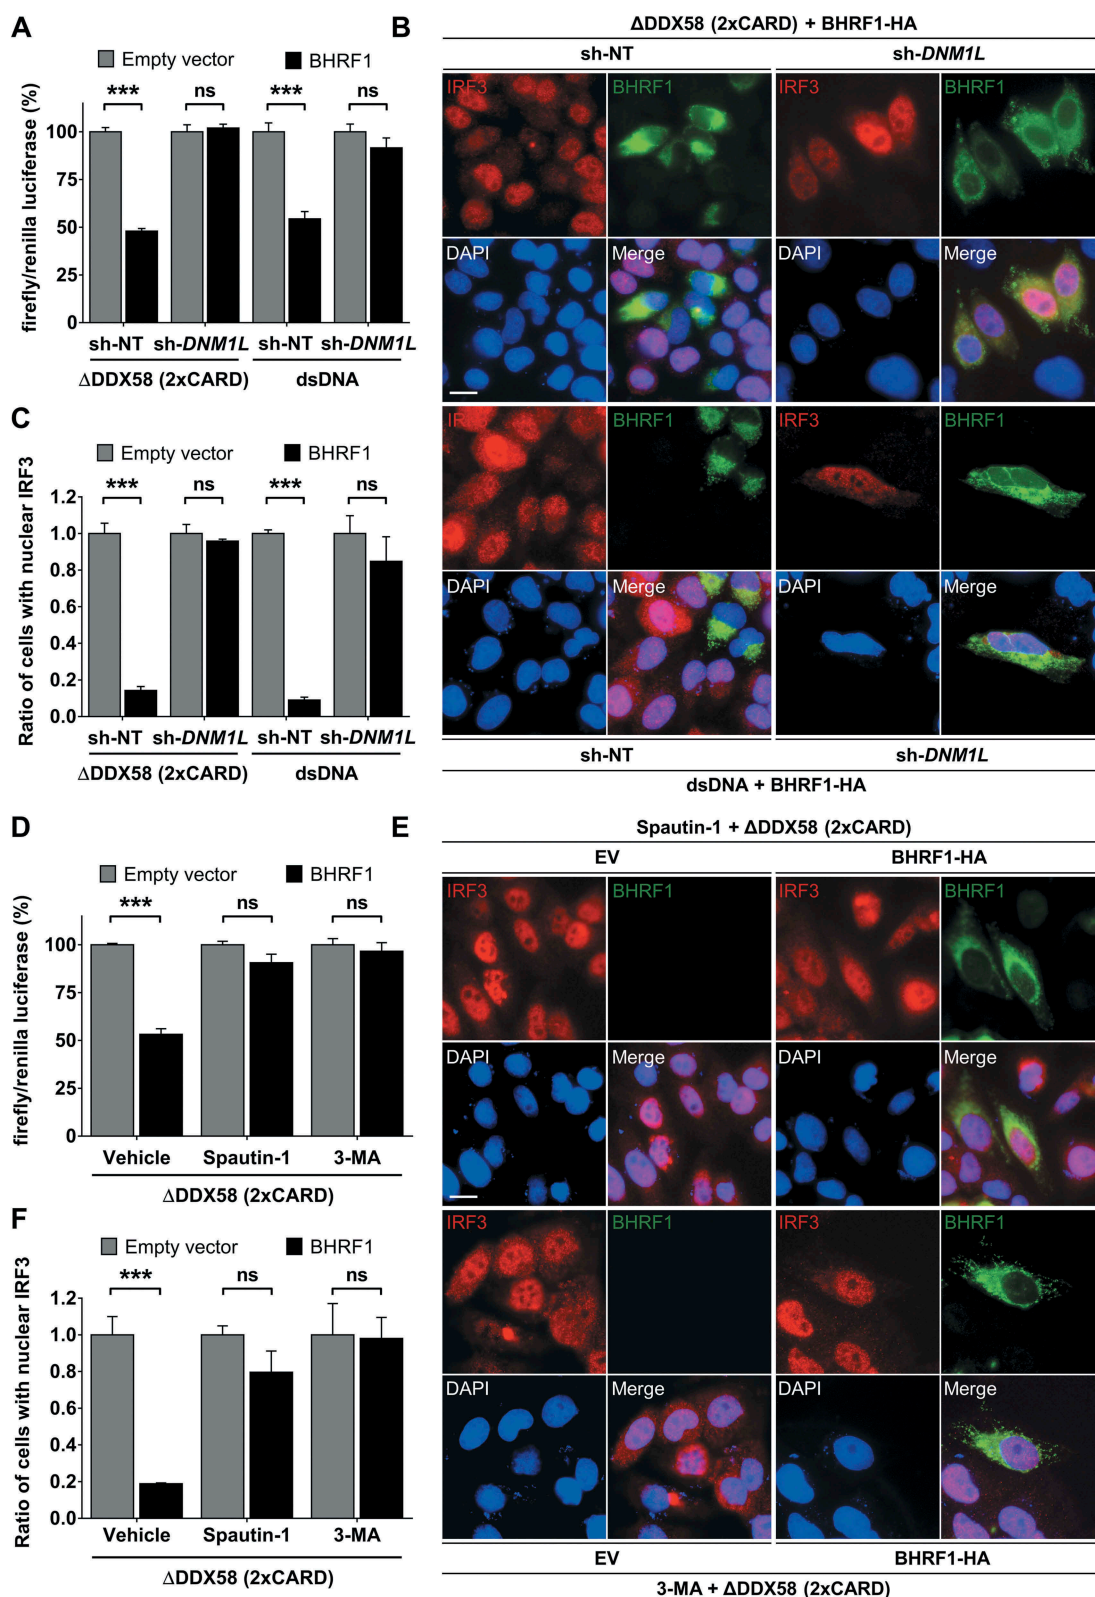 A
Empty vector
BHRF1
firefly/renilla luciferase (%)
*** ns *** ns
100
75
50
25
0
sh-NT sh-DNM1L sh-NT sh-DNM1L
ΔDDX58 (2xCARD) dsDNA
B
ΔDDX58 (2xCARD) + BHRF1-HA
sh-NT sh-DNM1L
IRF3 BHRF1 IRF3 BHRF1
DAPI Merge DAPI Merge
IRF3 BHRF1 IRF3 BHRF1
DAPI Merge DAPI Merge
sh-NT sh-DNM1L
dsDNA + BHRF1-HA
C
Empty vector
BHRF1
Ratio of cells with nuclear IRF3
*** ns *** ns
1.2
1.0
0.8
0.6
0.4
0.2
0.0
sh-NT sh-DNM1L sh-NT sh-DNM1L
ΔDDX58 (2xCARD) dsDNA
D
Empty vector
BHRF1
firefly/renilla luciferase (%)
*** ns ns
100
75
50
25
0
Vehicle Spautin-1 3-MA
ΔDDX58 (2xCARD)
E
Spautin-1 + ΔDDX58 (2xCARD)
EV BHRF1-HA
IRF3 BHRF1 IRF3 BHRF1
DAPI Merge DAPI Merge
IRF3 BHRF1 IRF3 BHRF1
DAPI Merge DAPI Merge
EV BHRF1-HA
3-MA + ΔDDX58 (2xCARD)
F
Empty vector
BHRF1
Ratio of cells with nuclear IRF3
*** ns ns
1.2
1.0
0.8
0.6
0.4
0.2
0.0
Vehicle Spautin-1 3-MA
ΔDDX58 (2xCARD)